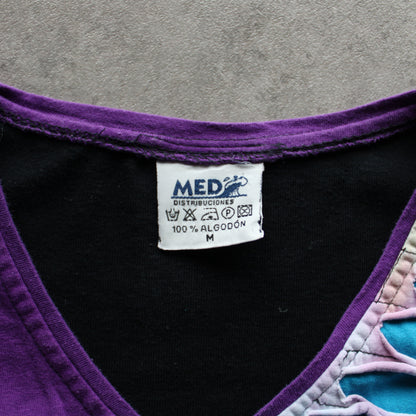 MED
DISTRIBUCIONES
P
100 % ALGODÓN
M